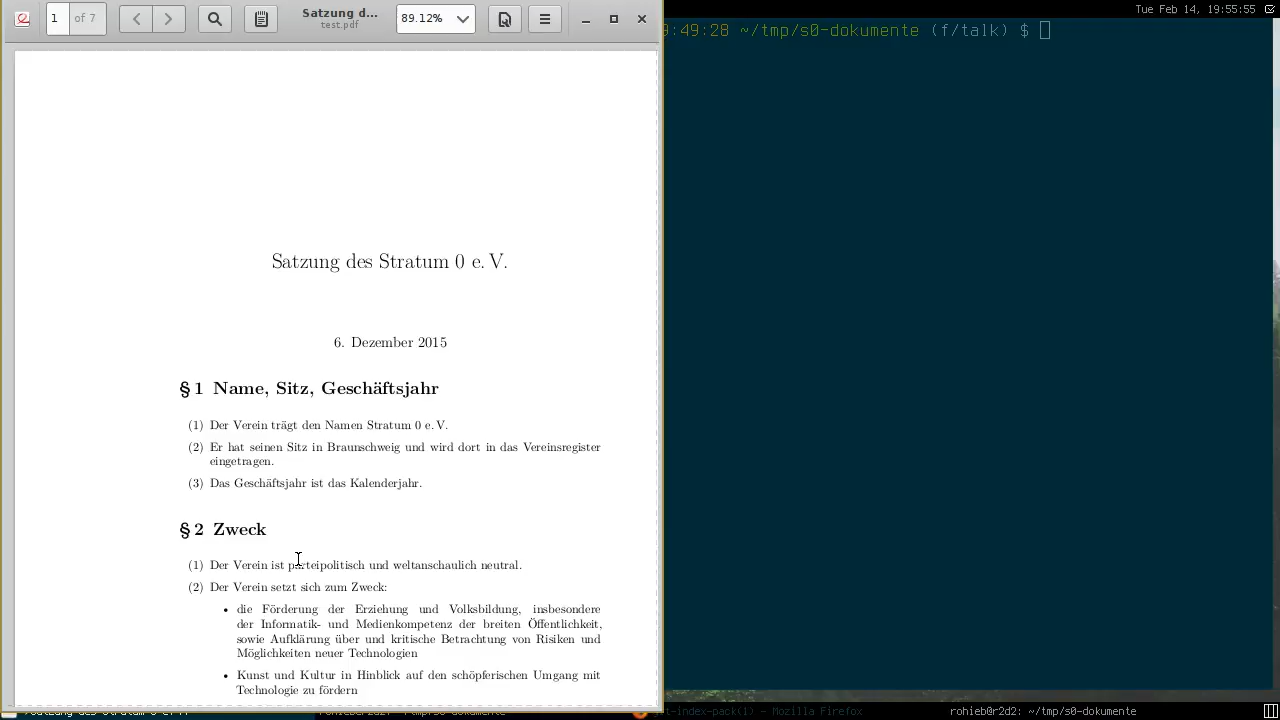 1 of 7
Satzung d...
test.pdf
89.12%
Tue Feb 14, 19:55:55
9:49:28 ~/tmp/s0-dokumente (f/talk) $
Satzung des Stratum 0 e. V.
6. Dezember 2015
§ 1 Name, Sitz, Geschäftsjahr
(1) Der Verein trägt den Namen Stratum 0 e. V.
(2) Er hat seinen Sitz in Braunschweig und wird dort in das Vereinsregister
eingetragen.
(3) Das Geschäftsjahr ist das Kalenderjahr.
§ 2 Zweck
(1) Der Verein ist parteipolitisch und weltanschaulich neutral.
(2) Der Verein setzt sich zum Zweck:
• die Förderung der Erziehung und Volksbildung, insbesondere
der Informatik- und Medienkompetenz der breiten Öffentlichkeit,
sowie Aufklärung über und kritische Betrachtung von Risiken und
Möglichkeiten neuer Technologien
• Kunst und Kultur in Hinblick auf den schöpferischen Umgang mit
Technologie zu fördern
-index-pack(1) - Mozilla Firefox
rohieb@r2d2: ~/tmp/s0-dokumente